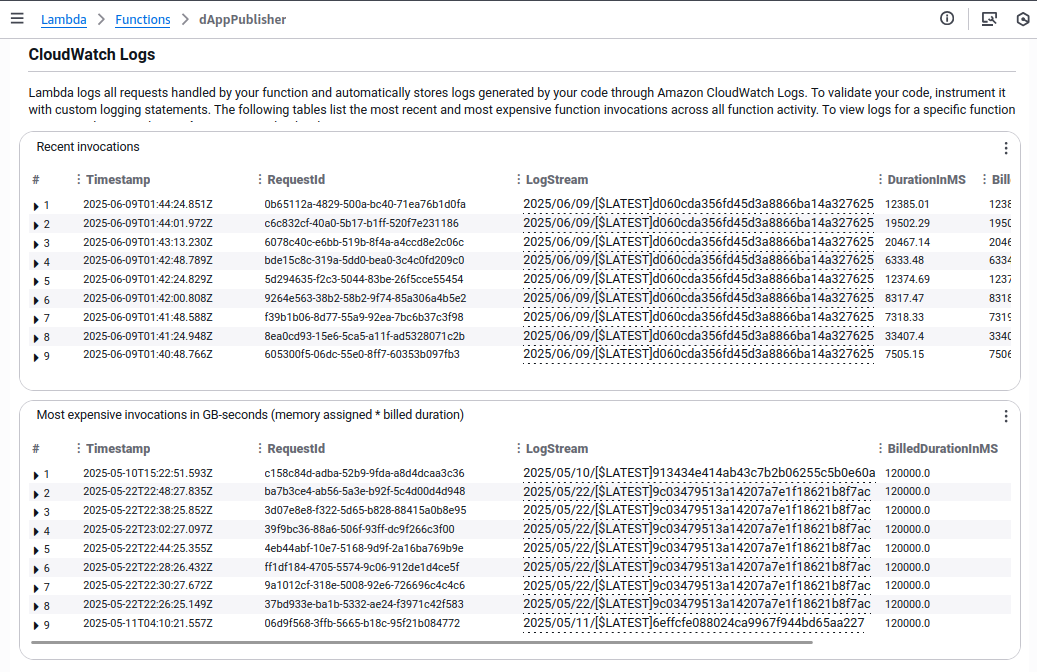 Lambda > Functions > dAppPublisher
CloudWatch Logs
Lambda logs all requests handled by your function and automatically stores logs generated by your code through Amazon CloudWatch Logs. To validate your code, instrument it
with custom logging statements. The following tables list the most recent and most expensive function invocations across all function activity. To view logs for a specific function
Recent invocations
# Timestamp RequestId LogStream DurationInMS Bill
1 2025-06-09T01:44:24.851Z 0b65112a-4829-500a-bc40-71ea76b1d0fa 2025/06/09/[$LATEST]d060cda356fd45d3a8866ba14a327625 12385.01 1238
2 2025-06-09T01:44:01.972Z c6c832cf-40a0-5b17-b1ff-520f7e231186 2025/06/09/[$LATEST]d060cda356fd45d3a8866ba14a327625 19502.29 1950
3 2025-06-09T01:43:13.230Z 6078c40c-e6bb-519b-8f4a-a4ccd8e2c06c 2025/06/09/[$LATEST]d060cda356fd45d3a8866ba14a327625 20467.14 2046
4 2025-06-09T01:42:48.789Z bde15c8c-319a-5dd0-bea0-3c4c0fd209c0 2025/06/09/[$LATEST]d060cda356fd45d3a8866ba14a327625 6333.48 6334
5 2025-06-09T01:42:24.829Z 5d294635-f2c3-5044-83be-26f5cce55454 2025/06/09/[$LATEST]d060cda356fd45d3a8866ba14a327625 12374.69 1237
6 2025-06-09T01:42:00.808Z 9264e563-38b2-58b2-9f74-85a306a4b5e2 2025/06/09/[$LATEST]d060cda356fd45d3a8866ba14a327625 8317.47 8318
7 2025-06-09T01:41:48.588Z f39b1b06-8d77-55a9-92ea-7bc6b37c3f98 2025/06/09/[$LATEST]d060cda356fd45d3a8866ba14a327625 7318.33 7319
8 2025-06-09T01:41:24.948Z 8ea0cd93-15e6-5ca5-a11f-ad5328071c2b 2025/06/09/[$LATEST]d060cda356fd45d3a8866ba14a327625 33407.4 3340
9 2025-06-09T01:40:48.766Z 605300f5-06dc-55e0-8ff7-60353b097fb3 2025/06/09/[$LATEST]d060cda356fd45d3a8866ba14a327625 7505.15 7506
Most expensive invocations in GB-seconds (memory assigned * billed duration)
# Timestamp RequestId LogStream BilledDurationInMS
1 2025-05-10T15:22:51.593Z c158c84d-adba-52b9-9fda-a8d4dcaa3c36 2025/05/10/[$LATEST]913434e414ab43c7b2b06255c5b0e60a 120000.0
2 2025-05-22T22:48:27.835Z ba7b3ce4-ab56-5a3e-b92f-5c4d00d4d948 2025/05/22/[$LATEST]9c03479513a14207a7e1f18621b8f7ac 120000.0
3 2025-05-22T22:38:25.852Z 3d07e8e8-f322-5d65-b828-88415a0b8e95 2025/05/22/[$LATEST]9c03479513a14207a7e1f18621b8f7ac 120000.0
4 2025-05-22T23:02:27.097Z 39f9bc36-88a6-506f-93ff-dc9f266c3f00 2025/05/22/[$LATEST]9c03479513a14207a7e1f18621b8f7ac 120000.0
5 2025-05-22T22:44:25.355Z 4eb44abf-10e7-5168-9d9f-2a16ba769b9e 2025/05/22/[$LATEST]9c03479513a14207a7e1f18621b8f7ac 120000.0
6 2025-05-22T22:28:26.432Z ff1df184-4705-5574-9c06-912de1d4ce5f 2025/05/22/[$LATEST]9c03479513a14207a7e1f18621b8f7ac 120000.0
7 2025-05-22T22:30:27.672Z 9a1012cf-318e-5008-92e6-726696c4c4c6 2025/05/22/[$LATEST]9c03479513a14207a7e1f18621b8f7ac 120000.0
8 2025-05-22T22:26:25.149Z 37bd933e-ba1b-5332-ae24-f3971c42f583 2025/05/22/[$LATEST]9c03479513a14207a7e1f18621b8f7ac 120000.0
9 2025-05-11T04:10:21.557Z 06d9f568-3ffb-5665-b18c-95f21b084772 2025/05/11/[$LATEST]6effcfe088024ca9967f944bd65aa227 120000.0